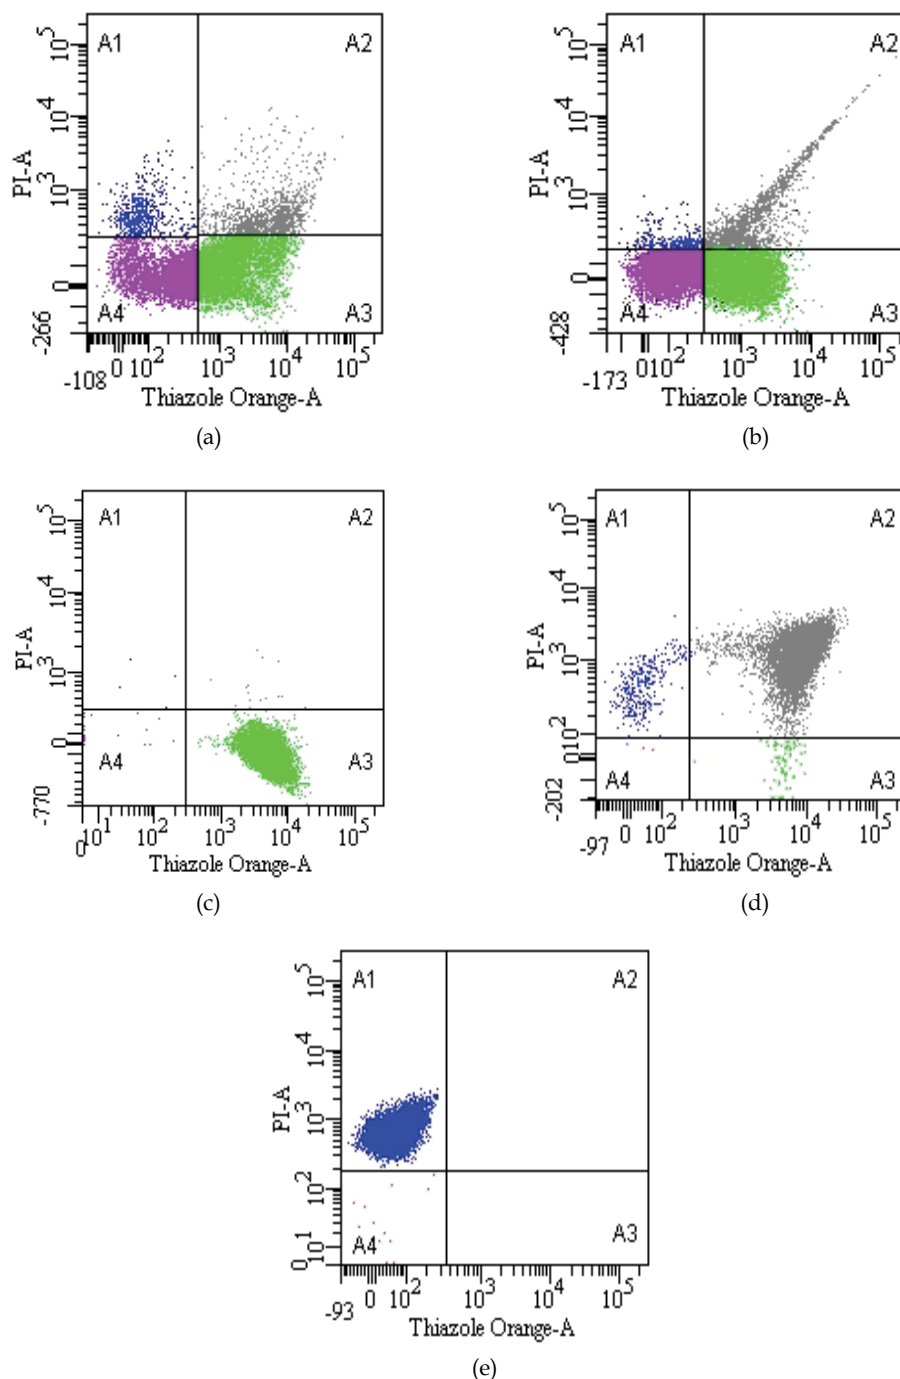 A1 A2
10^5
10^4
10^3
0
-266
PI-A
A4 A3
-108 0 10^2 10^3 10^4 10^5
Thiazole Orange-A
(a)
A1 A2
10^5
10^4
10^3
0
-428
PI-A
A4 A3
-173 0 10^2 10^3 10^4 10^5
Thiazole Orange-A
(b)
A1 A2
10^5
10^4
10^3
0
-770
PI-A
A4 A3
0 10^1 10^2 10^3 10^4 10^5
Thiazole Orange-A
(c)
A1 A2
10^5
10^4
10^3
10^2
0
-202
PI-A
A4 A3
-97 0 10^2 10^3 10^4 10^5
Thiazole Orange-A
(d)
A1 A2
10^5
10^4
10^3
10^2
10^1
0
PI-A
A4 A3
-93 0 10^2 10^3 10^4 10^5
Thiazole Orange-A
(e)